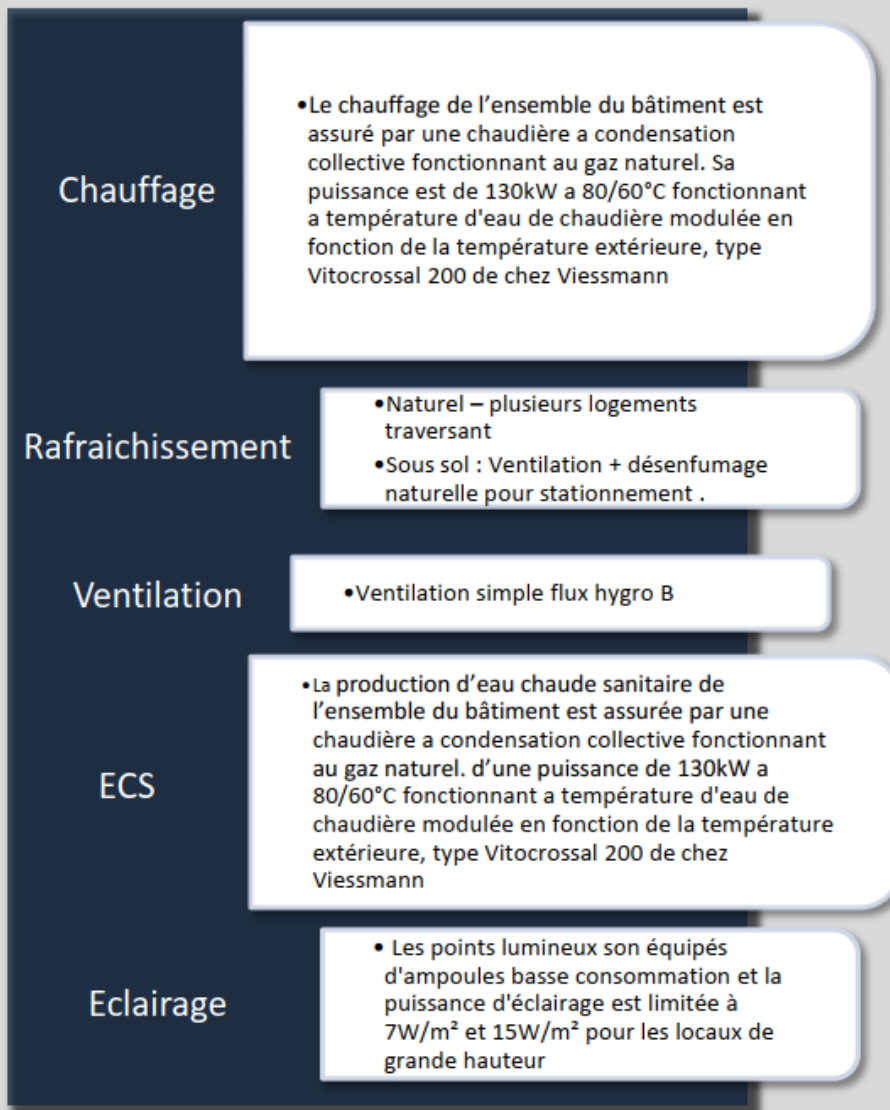 Chauffage
•Le chauffage de l'ensemble du bâtiment est
assuré par une chaudière a condensation
collective fonctionnant au gaz naturel. Sa
puissance est de 130kW a 80/60°C fonctionnant
a température d'eau de chaudière modulée en
fonction de la température extérieure, type
Vitocrossal 200 de chez Viessmann
Rafraichissement
•Naturel – plusieurs logements
traversant
•Sous sol : Ventilation + désenfumage
naturelle pour stationnement .
Ventilation
•Ventilation simple flux hygro B
ECS
•La production d'eau chaude sanitaire de
l'ensemble du bâtiment est assurée par une
chaudière a condensation collective fonctionnant
au gaz naturel. d'une puissance de 130kW a
80/60°C fonctionnant a température d'eau de
chaudière modulée en fonction de la température
extérieure, type Vitocrossal 200 de chez
Viessmann
Eclairage
• Les points lumineux son équipés
d'ampoules basse consommation et la
puissance d'éclairage est limitée à
7W/m² et 15W/m² pour les locaux de
grande hauteur